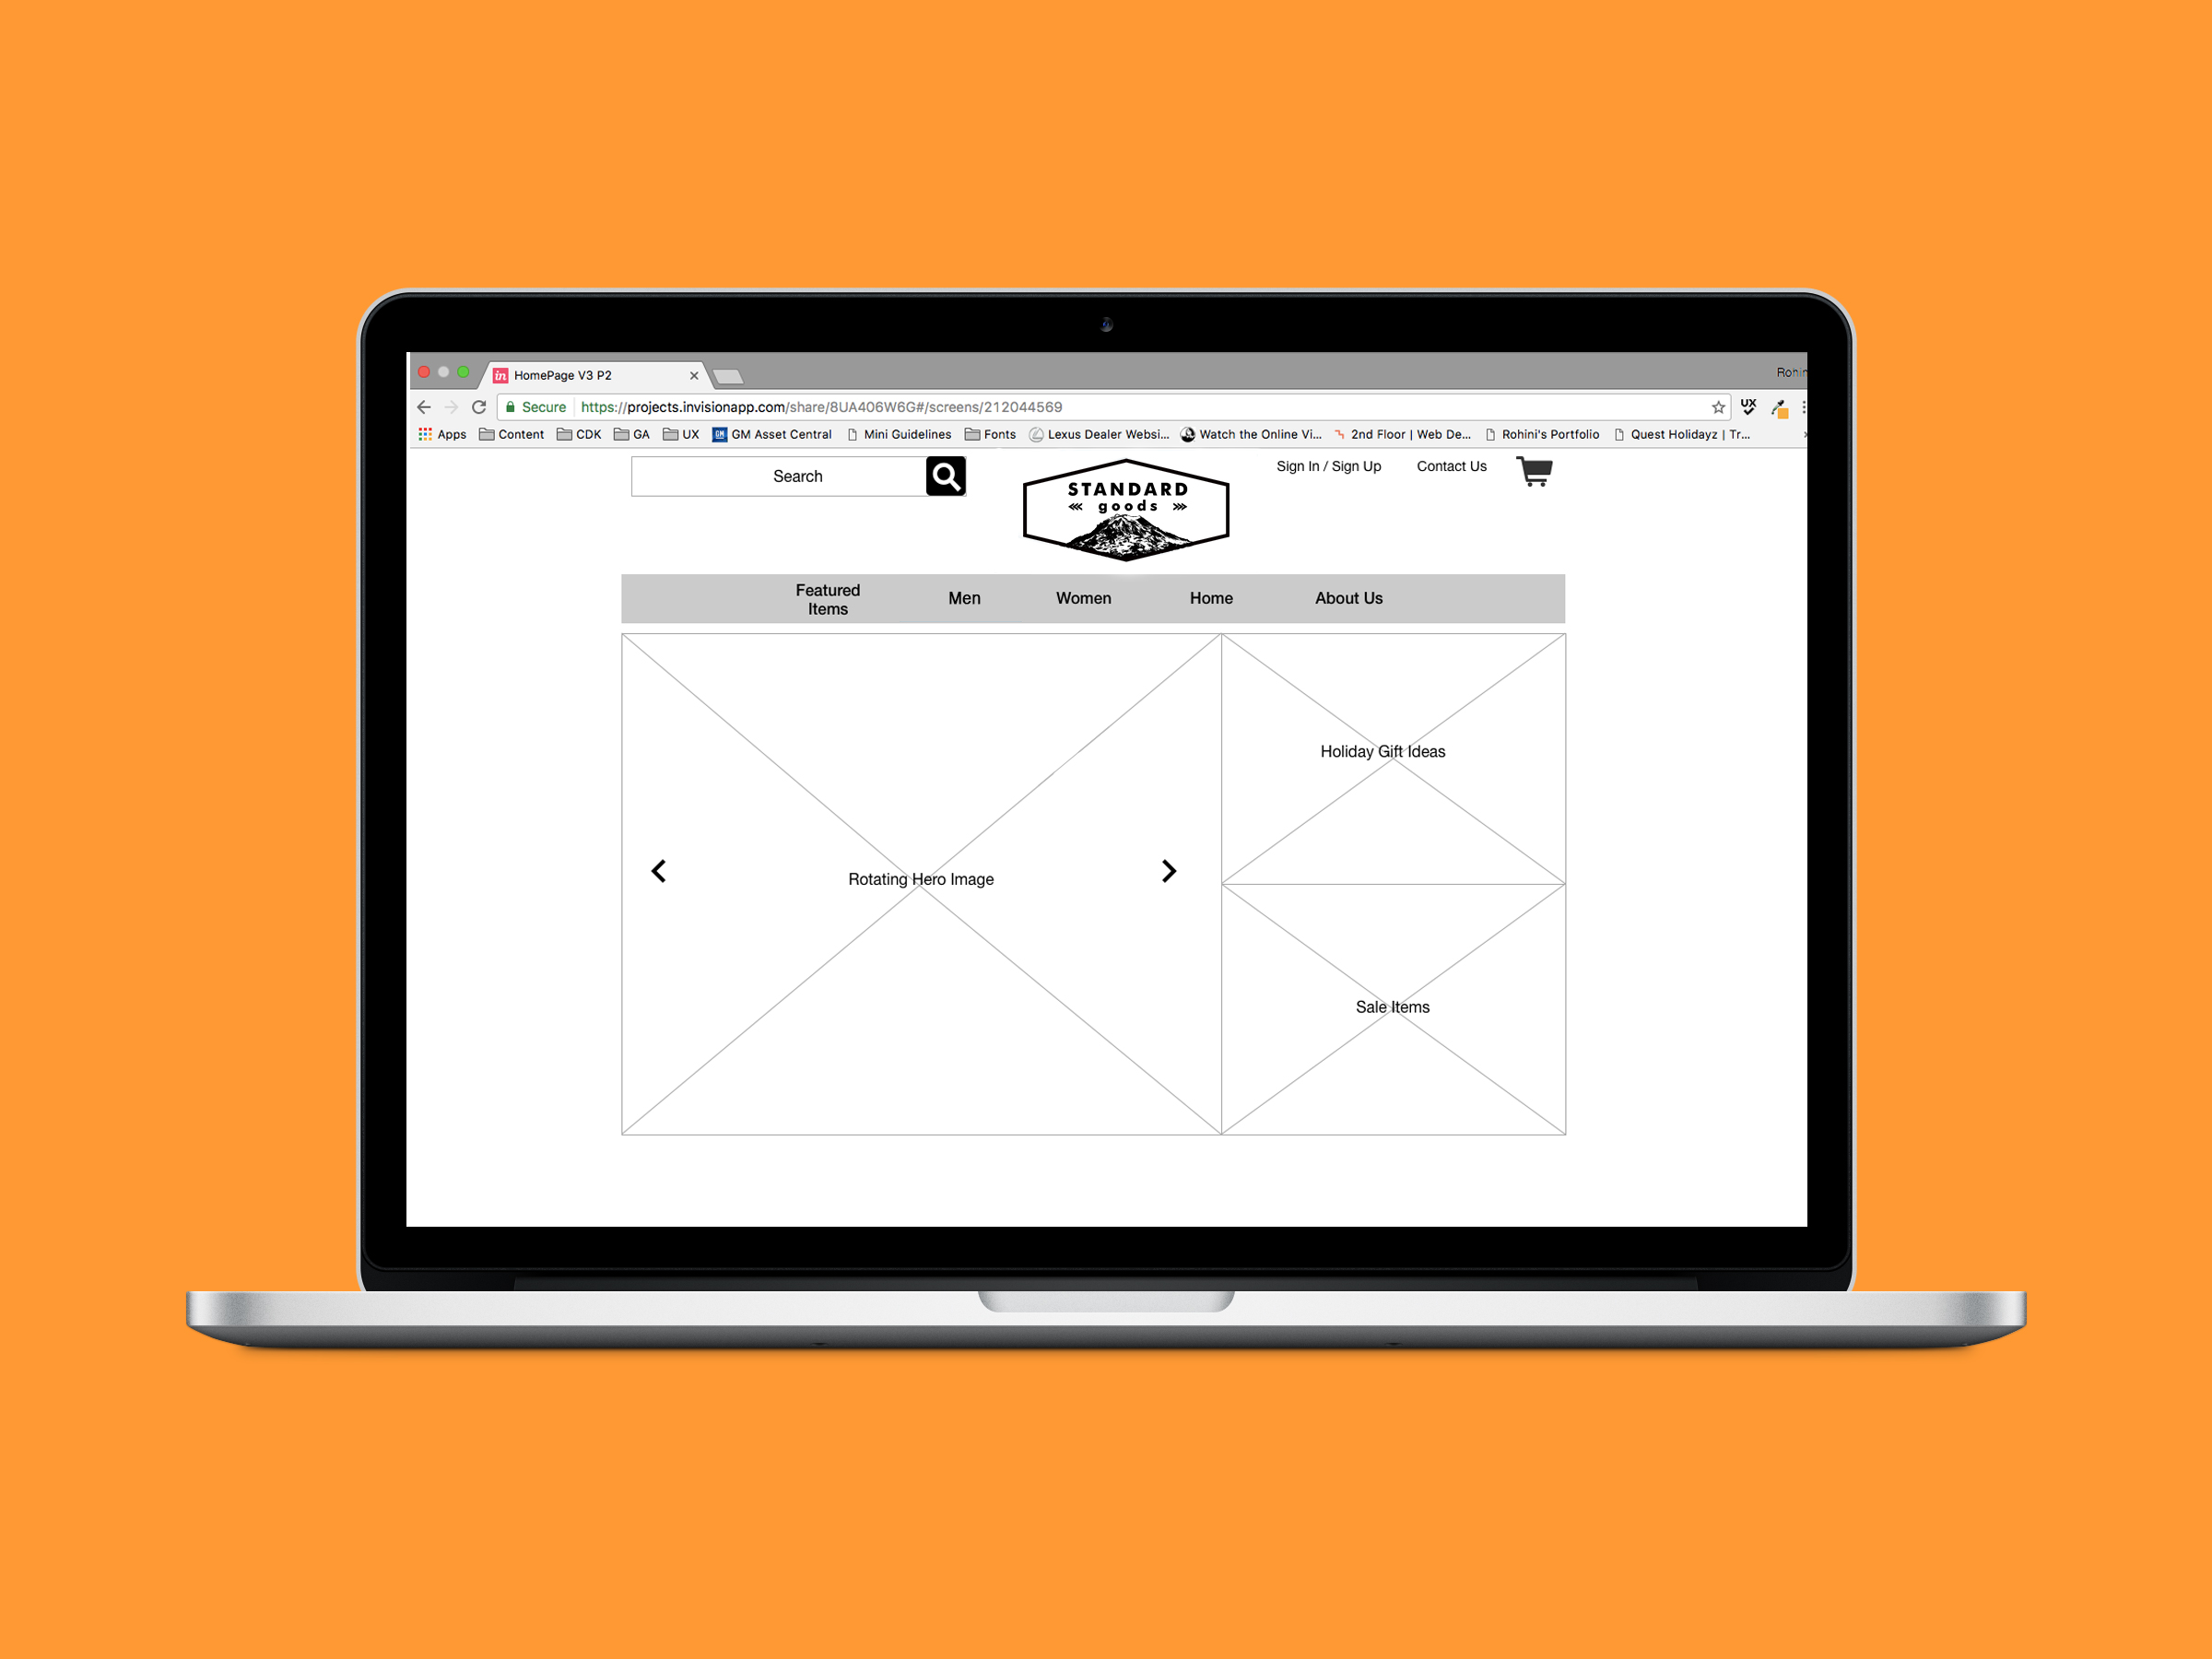 HomePage V3 P2
Rohin
Secure https://projects.invisionapp.com/share/8UA406W6G#/screens/212044569
UX
Apps Content CDK GA UX GM GM Asset Central Mini Guidelines Fonts Lexus Dealer Websi... Watch the Online Vi... 2nd Floor | Web De... Rohini's Portfolio Quest Holidayz | Tr...
Search
STANDARD
goods
Sign In / Sign Up Contact Us
Featured
Items
Men Women Home About Us
Rotating Hero Image
Holiday Gift Ideas
Sale Items